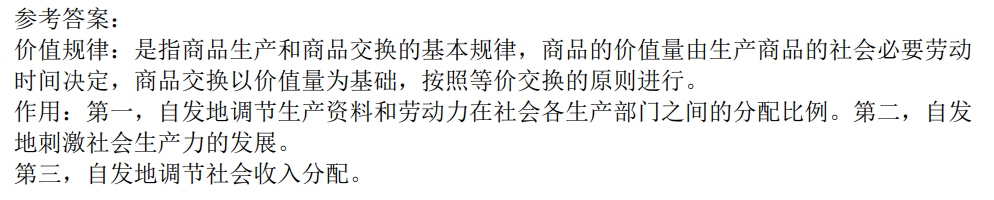 参考答案：
价值规律：是指商品生产和商品交换的基本规律，商品的价值量由生产商品的社会必要劳动
时间决定，商品交换以价值量为基础，按照等价交换的原则进行。
作用：第一，自发地调节生产资料和劳动力在社会各生产部门之间的分配比例。第二，自发
地刺激社会生产力的发展。
第三，自发地调节社会收入分配。